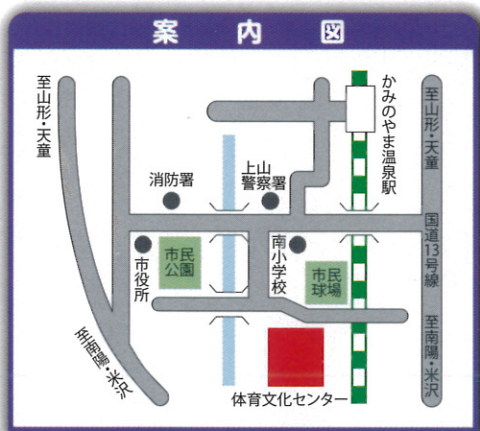 案内図
至山形・天童
かみのやま温泉駅
至山形・天童
消防署
上山
警察署
国道13号線
市役所
市民
公園
南小学校
市民
球場
至南陽・米沢
至南陽・米沢
体育文化センター